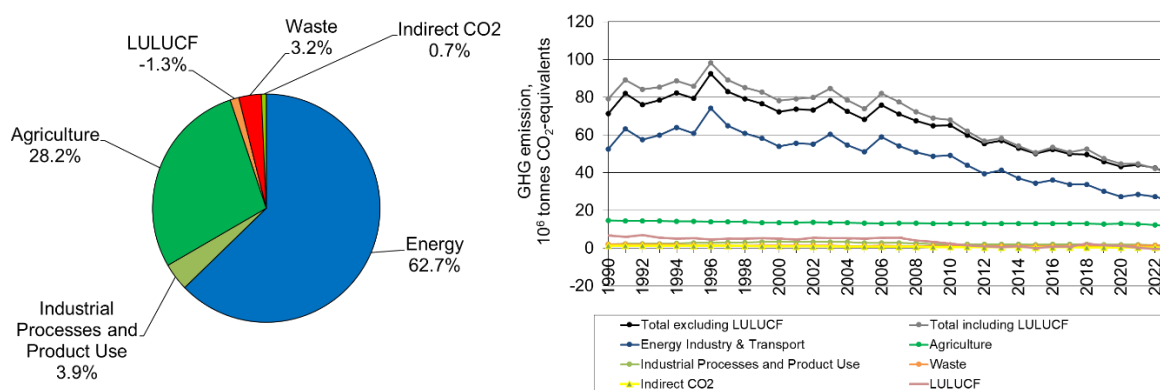 Waste
3.2%
Indirect CO2
0.7%
LULUCF
-1.3%
Agriculture
28.2%
Energy
62.7%
Industrial
Processes and
Product Use
3.9%
GHG emission,
10⁶ tonnes CO₂-equivalents
120
100
80
60
40
20
0
-20
1990
1992
1994
1996
1998
2000
2002
2004
2006
2008
2010
2012
2014
2016
2018
2020
2022
Total excluding LULUCF
Total including LULUCF
Energy Industry & Transport
Agriculture
Industrial Processes and Product Use
Waste
Indirect CO2
LULUCF